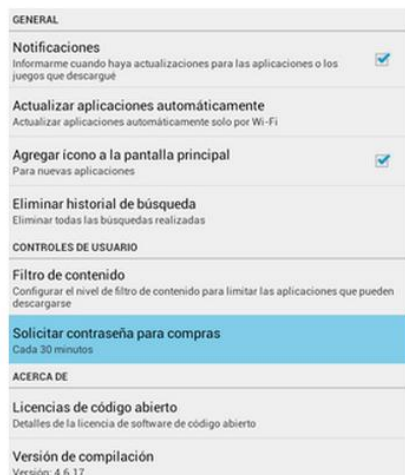 GENERAL
Notificaciones
Informarme cuando haya actualizaciones para las aplicaciones o los
juegos que descargué
Actualizar aplicaciones automáticamente
Actualizar aplicaciones automáticamente solo por Wi-Fi
Agregar ícono a la pantalla principal
Para nuevas aplicaciones
Eliminar historial de búsqueda
Eliminar todas las búsquedas realizadas
CONTROLES DE USUARIO
Filtro de contenido
Configurar el nivel de filtro de contenido para limitar las aplicaciones que pueden
descargarse
Solicitar contraseña para compras
Cada 30 minutos
ACERCA DE
Licencias de código abierto
Detalles de la licencia de software de código abierto
Versión de compilación
Versión: 4.6.17